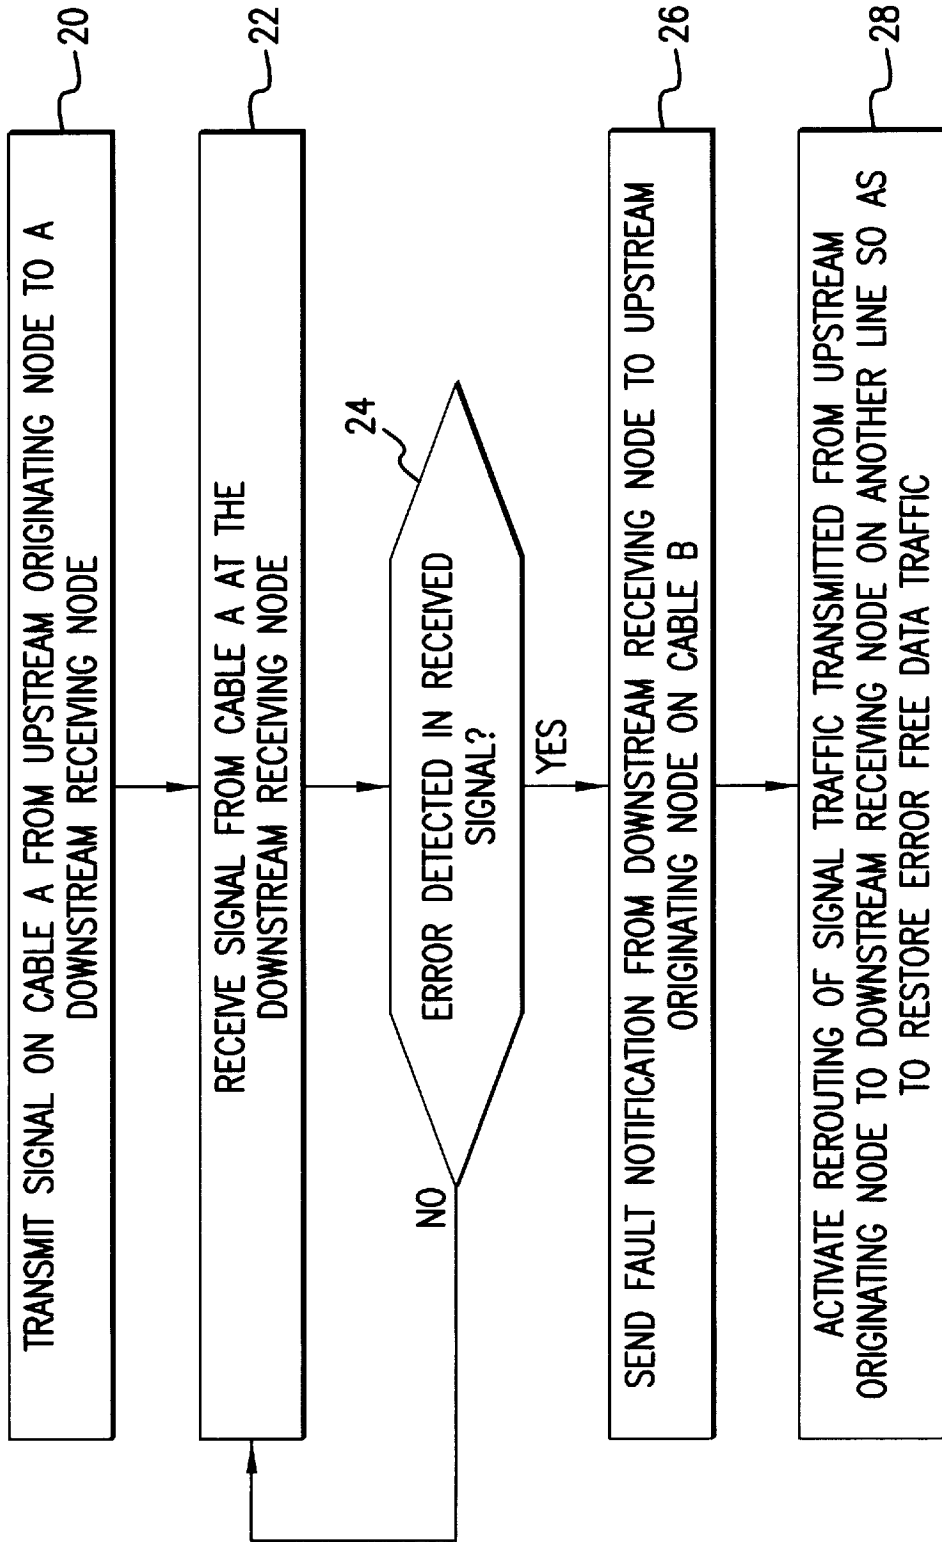 TRANSMIT SIGNAL ON CABLE A FROM UPSTREAM ORIGINATING NODE TO A
DOWNSTREAM RECEIVING NODE
20
RECEIVE SIGNAL FROM CABLE A AT THE
DOWNSTREAM RECEIVING NODE
22
24
ERROR DETECTED IN RECEIVED
SIGNAL?
NO
YES
SEND FAULT NOTIFICATION FROM DOWNSTREAM RECEIVING NODE TO UPSTREAM
ORIGINATING NODE ON CABLE B
26
ACTIVATE REROUTING OF SIGNAL TRAFFIC TRANSMITTED FROM UPSTREAM
ORIGINATING NODE TO DOWNSTREAM RECEIVING NODE ON ANOTHER LINE SO AS
TO RESTORE ERROR FREE DATA TRAFFIC
28